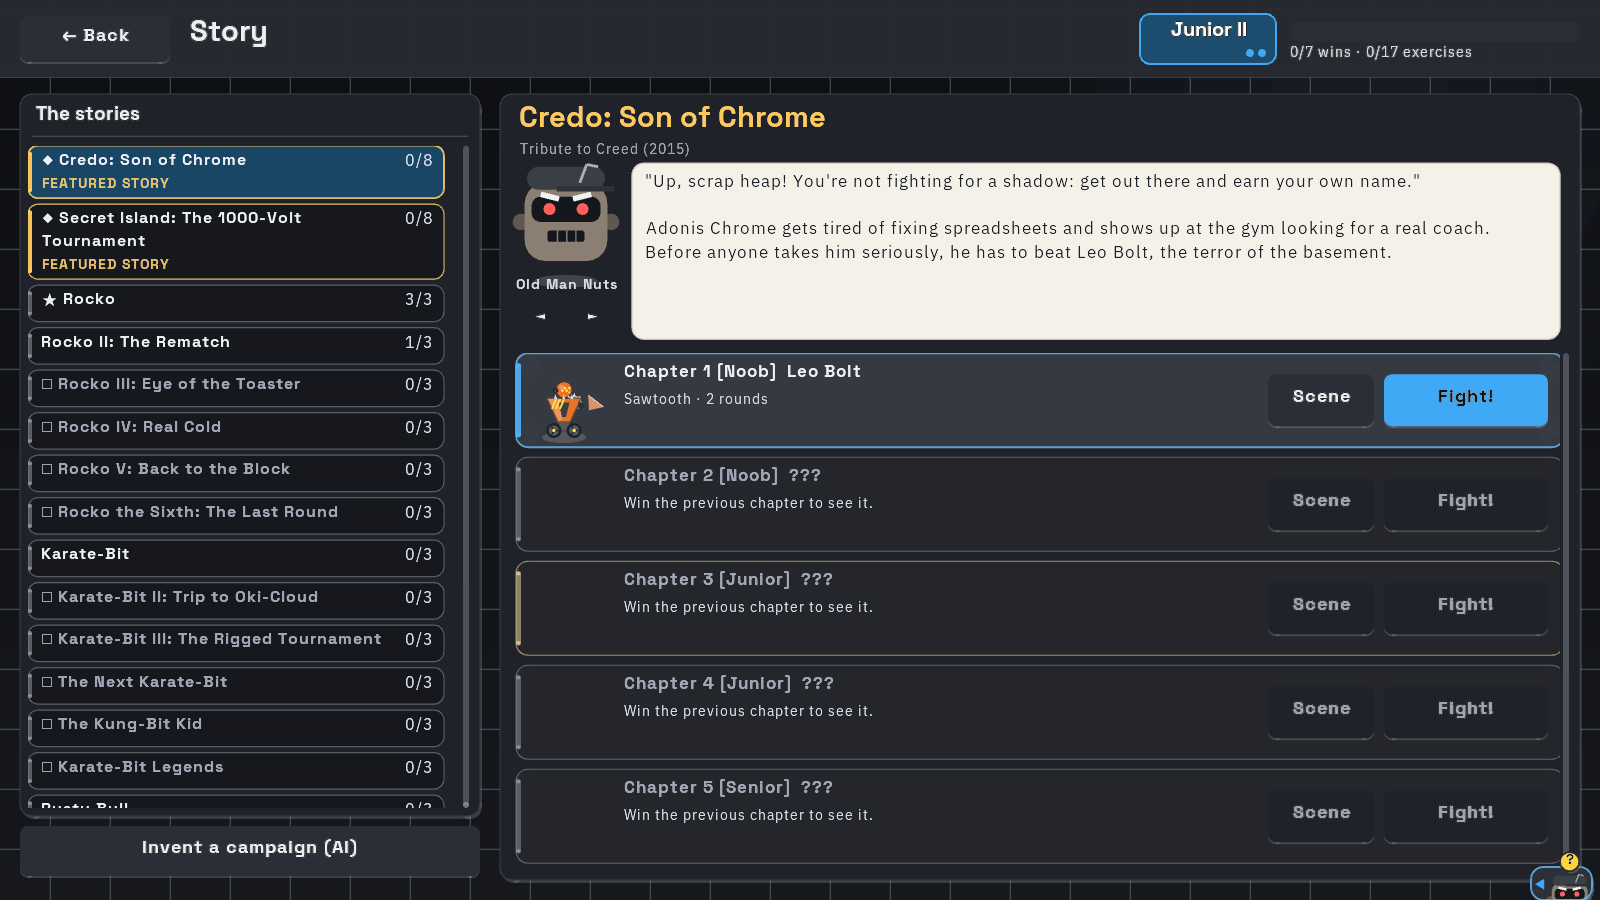 ← Back
Story
Junior II
0/7 wins · 0/17 exercises
The stories
◆ Credo: Son of Chrome 0/8
FEATURED STORY
◆ Secret Island: The 1000-Volt 0/8
Tournament
FEATURED STORY
★ Rocko 3/3
Rocko II: The Rematch 1/3
□ Rocko III: Eye of the Toaster 0/3
□ Rocko IV: Real Cold 0/3
□ Rocko V: Back to the Block 0/3
□ Rocko the Sixth: The Last Round 0/3
Karate-Bit 0/3
□ Karate-Bit II: Trip to Oki-Cloud 0/3
□ Karate-Bit III: The Rigged Tournament 0/3
□ The Next Karate-Bit 0/3
□ The Kung-Bit Kid 0/3
□ Karate-Bit Legends 0/3
Rusty Bull 0/3
Invent a campaign (AI)
Credo: Son of Chrome
Tribute to Creed (2015)
Old Man Nuts
◄ ►
"Up, scrap heap! You're not fighting for a shadow: get out there and earn your own name."
Adonis Chrome gets tired of fixing spreadsheets and shows up at the gym looking for a real coach.
Before anyone takes him seriously, he has to beat Leo Bolt, the terror of the basement.
Chapter 1 [Noob] Leo Bolt
Sawtooth · 2 rounds
Scene Fight!
Chapter 2 [Noob] ???
Win the previous chapter to see it.
Scene Fight!
Chapter 3 [Junior] ???
Win the previous chapter to see it.
Scene Fight!
Chapter 4 [Junior] ???
Win the previous chapter to see it.
Scene Fight!
Chapter 5 [Senior] ???
Win the previous chapter to see it.
Scene Fight!
?